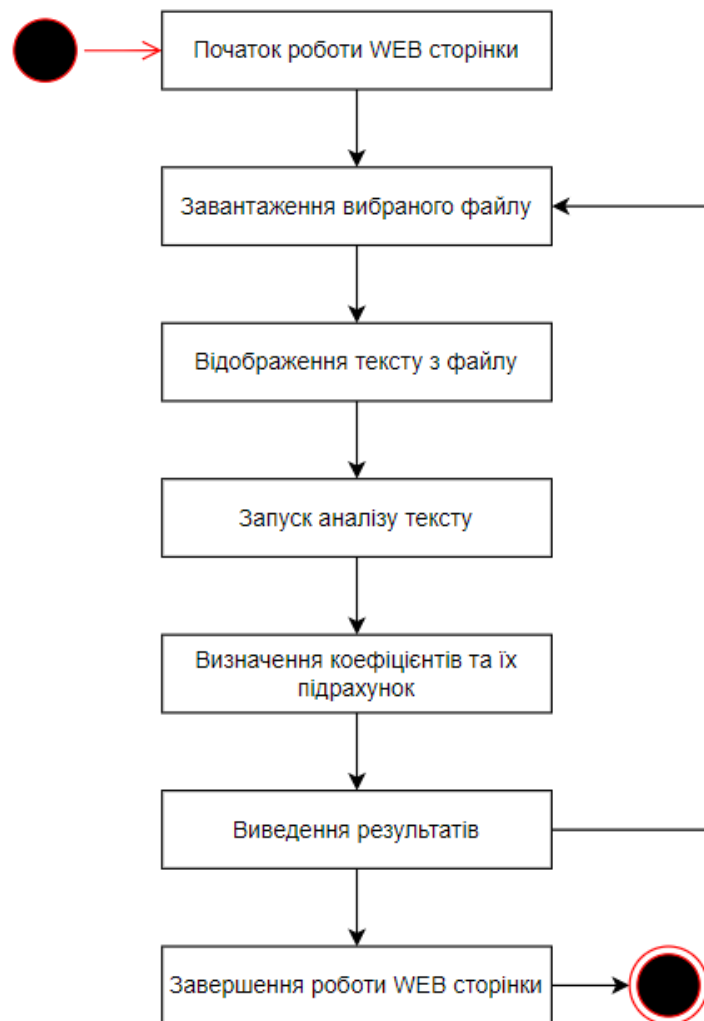 Початок роботи WEB сторінки
Завантаження вибраного файлу
Відображення тексту з файлу
Запуск аналізу тексту
Визначення коефіцієнтів та їх
підрахунок
Виведення результатів
Завершення роботи WEB сторінки